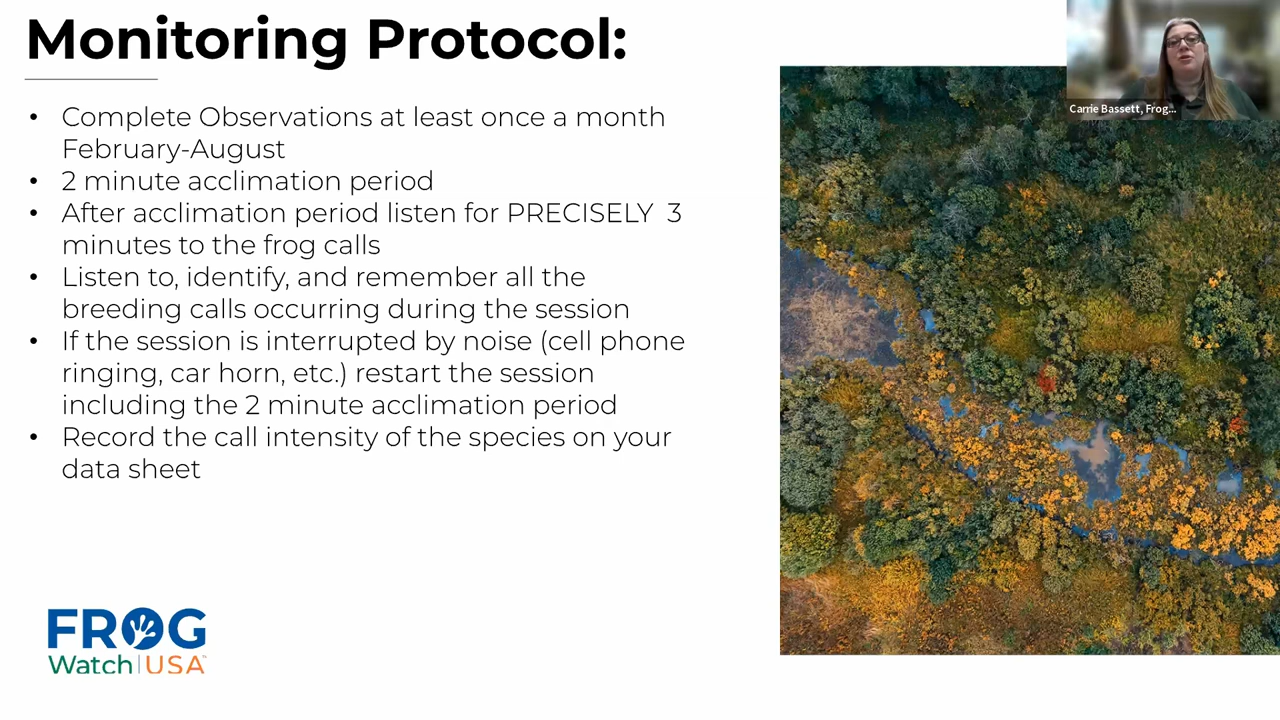 Monitoring Protocol:
Carrie Bassett, Frog...
• Complete Observations at least once a month
February-August
• 2 minute acclimation period
• After acclimation period listen for PRECISELY  3
minutes to the frog calls
• Listen to, identify, and remember all the
breeding calls occurring during the session
• If the session is interrupted by noise (cell phone
ringing, car horn, etc.) restart the session
including the 2 minute acclimation period
• Record the call intensity of the species on your
data sheet
FROG
Watch|USA™